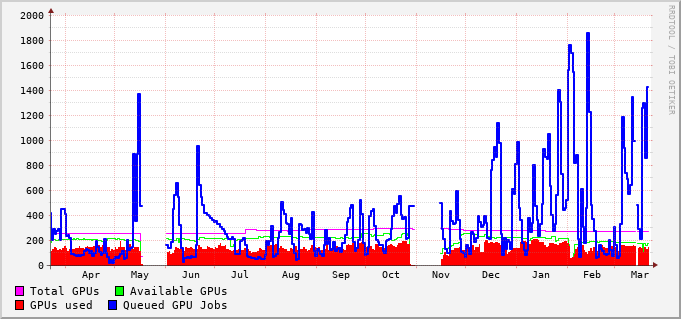 2000
1800
1600
1400
1200
1000
800
600
400
200
0
Apr May Jun Jul Aug Sep Oct Nov Dec Jan Feb Mar
Total GPUs Available GPUs
GPUs used Queued GPU Jobs
RRDTOOL / TOBI OETIKER